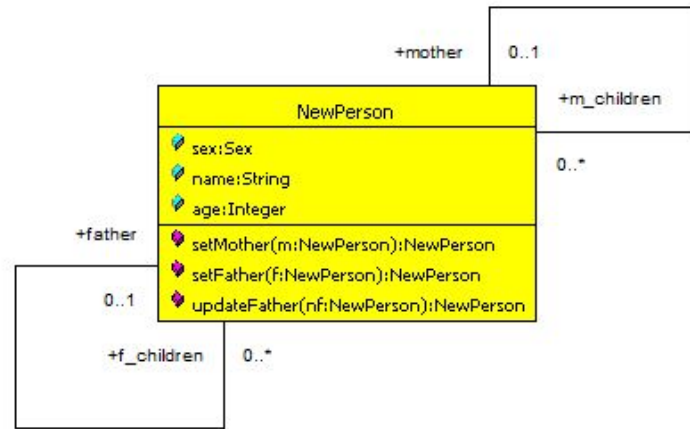 +mother 0..1
+m_children
0..*
NewPerson
sex:Sex
name:String
age:Integer
setMother(m:NewPerson):NewPerson
setFather(f:NewPerson):NewPerson
updateFather(nf:NewPerson):NewPerson
+father
0..1
+f_children 0..*